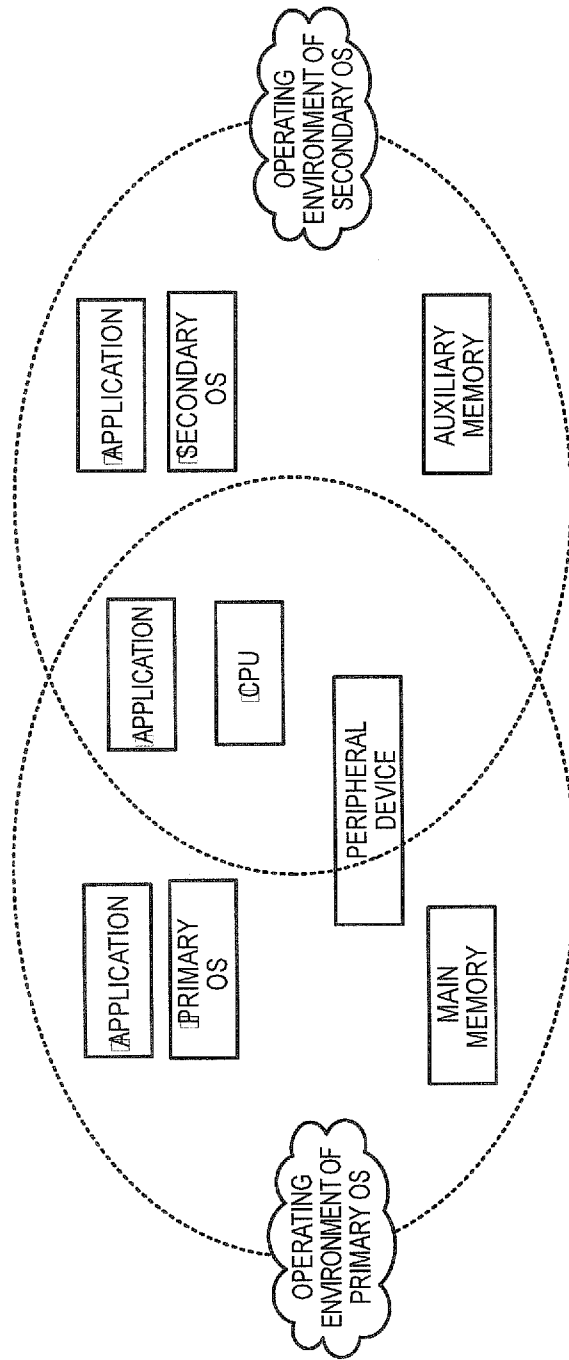 OPERATING
ENVIRONMENT OF
PRIMARY OS
APPLICATION
PRIMARY
OS
MAIN
MEMORY
APPLICATION
CPU
PERIPHERAL
DEVICE
APPLICATION
SECONDARY
OS
AUXILIARY
MEMORY
OPERATING
ENVIRONMENT OF
SECONDARY OS